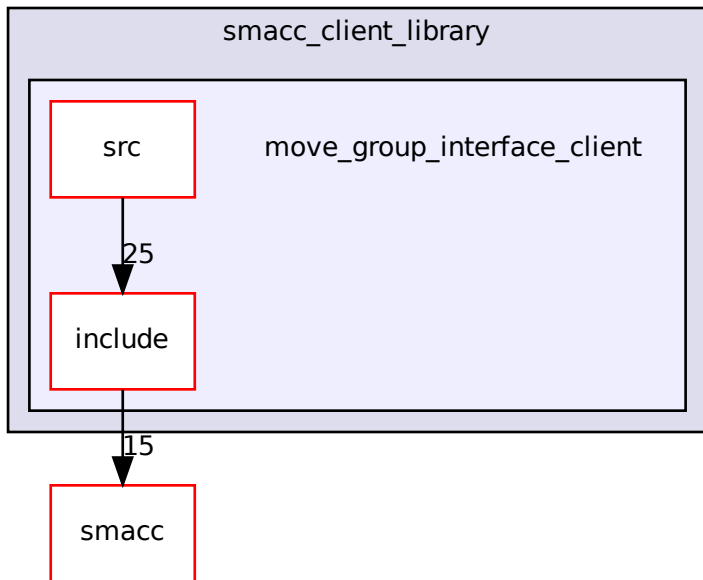 smacc_client_library
src
move_group_interface_client
25
include
15
smacc